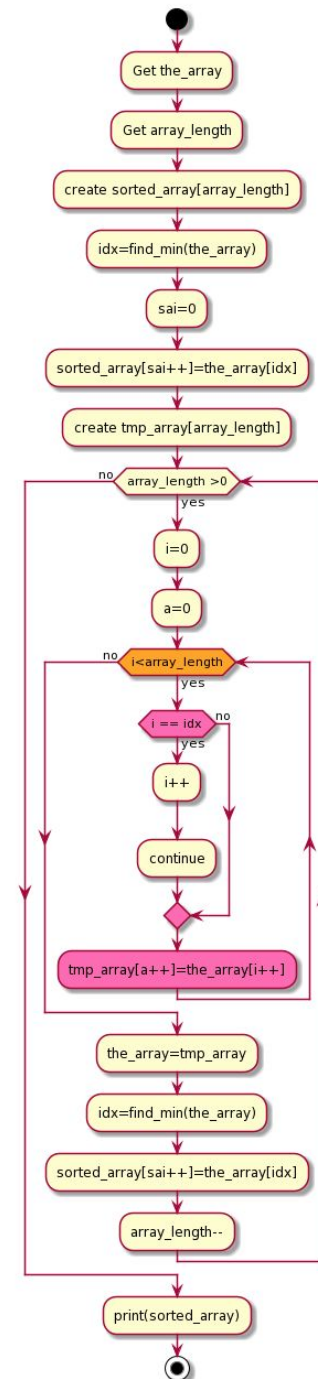 Get the_array
Get array_length
create sorted_array[array_length]
idx=find_min(the_array)
sai=0
sorted_array[sai++]=the_array[idx]
create tmp_array[array_length]
no
array_length >0
yes
i=0
a=0
no
i<array_length
yes
i == idx
no
yes
i++
continue
tmp_array[a++]=the_array[i++]
the_array=tmp_array
idx=find_min(the_array)
sorted_array[sai++]=the_array[idx]
array_length--
print(sorted_array)